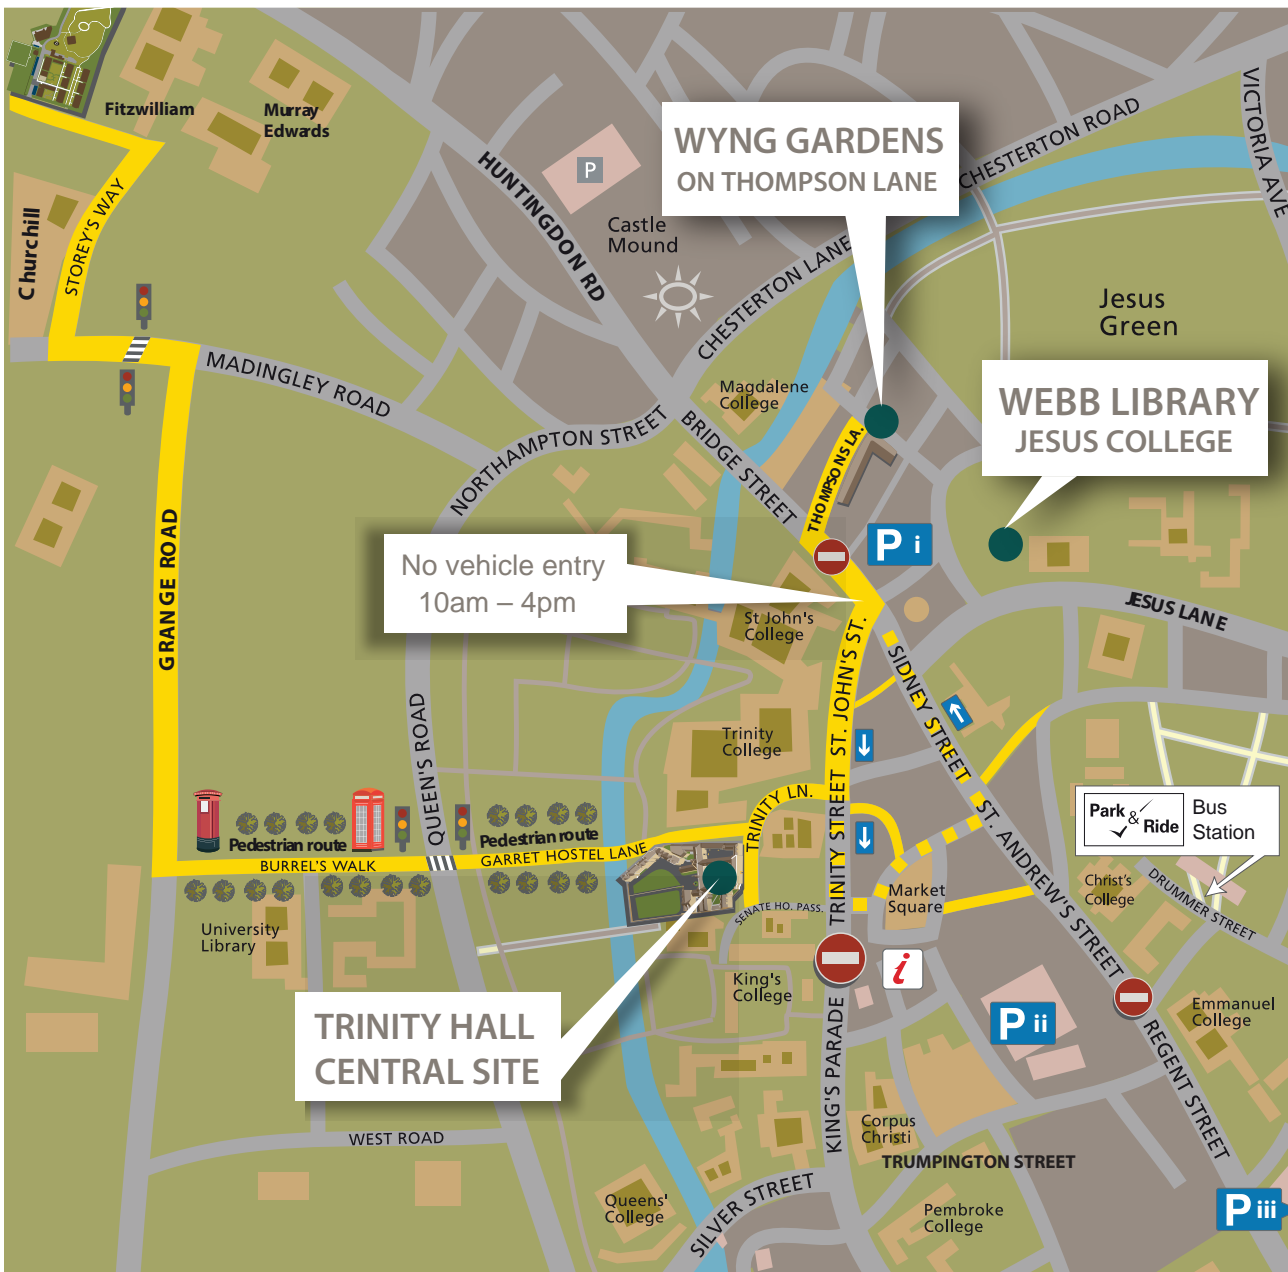 Fitzwilliam
Murray
Edwards
HUNTINGDON RD
P
Castle
Mound
WYNG GARDENS
ON THOMPSON LANE
CHESTERTON ROAD
VICTORIA AVE
Churchill
STOREY'S WAY
CHESTERTON LANE
Jesus
Green
MADINGLEY ROAD
Magdalene
College
WEBB LIBRARY
JESUS COLLEGE
NORTHAMPTON STREET
BRIDGE STREET
THOMPSONS LA.
P i
No vehicle entry
10am – 4pm
GRANGE ROAD
St John's
College
JESUS LANE
ST. JOHN'S ST.
SIDNEY STREET
QUEEN'S ROAD
Trinity
College
TRINITY LN.
TRINITY STREET
ST. ANDREW'S STREET
Park & Ride
Bus
Station
Pedestrian route
BURREL'S WALK
Pedestrian route
GARRET HOSTEL LANE
Market
Square
Christ's
College
DRUMMER STREET
SENATE HO. PASS.
University
Library
King's
College
i
TRINITY HALL
CENTRAL SITE
P ii
Emmanuel
College
KING'S PARADE
REGENT STREET
WEST ROAD
Corpus
Christi
TRUMPINGTON STREET
Queens'
College
SILVER STREET
Pembroke
College
P iii